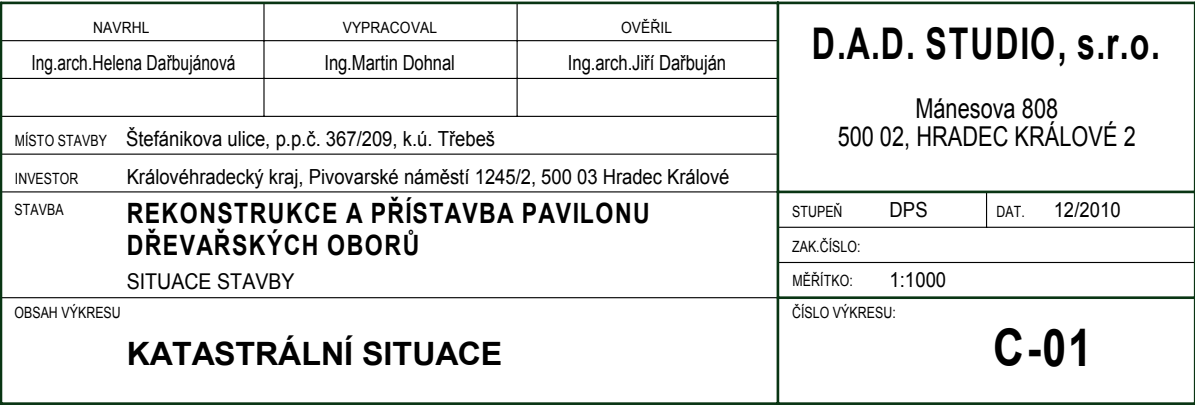 NAVRHL VYPRACOVAL OVĚŘIL
Ing.arch.Helena Dařbujánová Ing.Martin Dohnal Ing.arch.Jiří Dařbuján
D.A.D. STUDIO, s.r.o.
Mánesova 808
500 02, HRADEC KRÁLOVÉ 2
MÍSTO STAVBY Štefánikova ulice, p.p.č. 367/209, k.ú. Třebeš
INVESTOR Královéhradecký kraj, Pivovarské náměstí 1245/2, 500 03 Hradec Králové
STAVBA REKONSTRUKCE A PŘÍSTAVBA PAVILONU
DŘEVAŘSKÝCH OBORŮ
SITUACE STAVBY
STUPEŇ DPS DAT. 12/2010
ZAK.ČÍSLO:
MĚŘÍTKO: 1:1000
OBSAH VÝKRESU
KATASTRÁLNÍ SITUACE
ČÍSLO VÝKRESU:
C-01